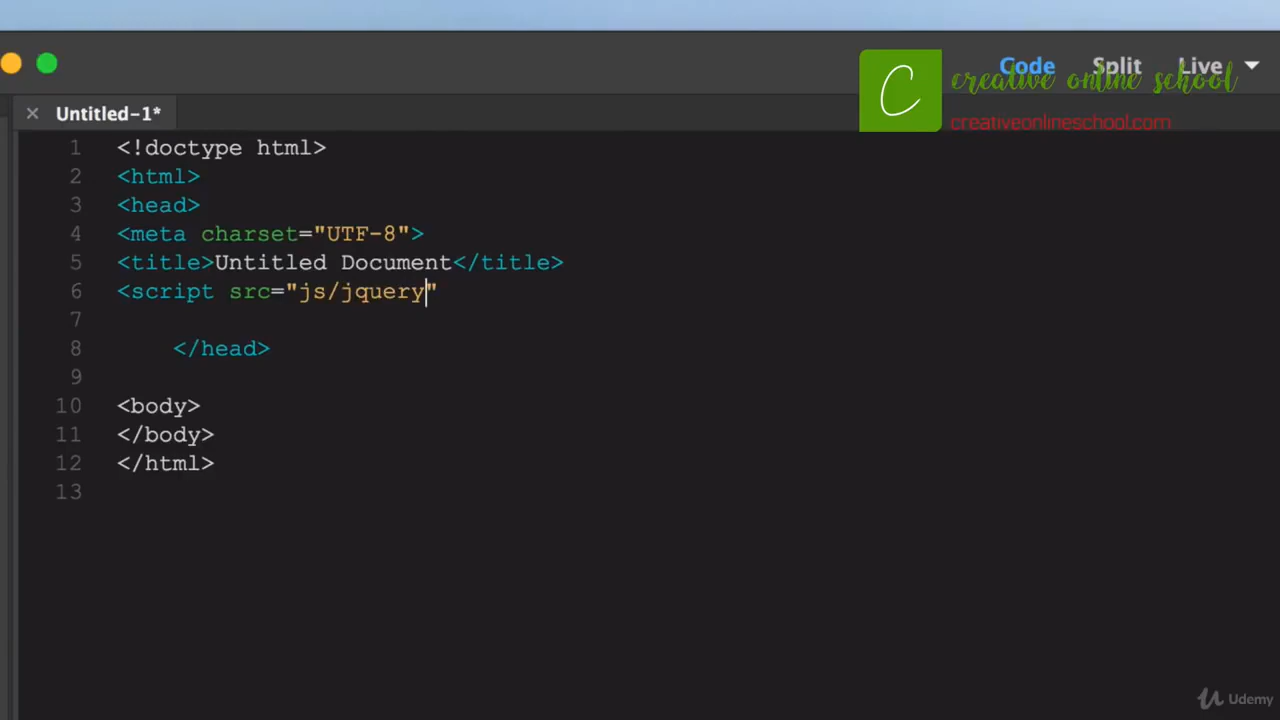 Code Split Live
C creative online school
creativeonlineschool.com
× Untitled-1*
1 <!doctype html>
2 <html>
3 <head>
4 <meta charset="UTF-8">
5 <title>Untitled Document</title>
6 <script src="js/jquery"
7
8 </head>
9
10 <body>
11 </body>
12 </html>
13
Udemy